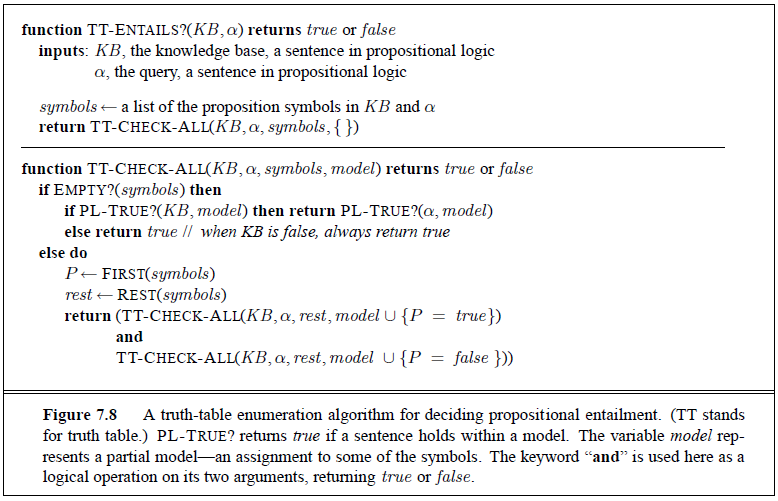 function TT-ENTAILS?(KB, α) returns true or false
inputs: KB, the knowledge base, a sentence in propositional logic
α, the query, a sentence in propositional logic
symbols ← a list of the proposition symbols in KB and α
return TT-CHECK-ALL(KB, α, symbols, { })
function TT-CHECK-ALL(KB, α, symbols, model) returns true or false
if EMPTY?(symbols) then
if PL-TRUE?(KB, model) then return PL-TRUE?(α, model)
else return true // when KB is false, always return true
else do
P ← FIRST(symbols)
rest ← REST(symbols)
return (TT-CHECK-ALL(KB, α, rest, model ∪ {P = true})
and
TT-CHECK-ALL(KB, α, rest, model ∪ {P = false }))
Figure 7.8 A truth-table enumeration algorithm for deciding propositional entailment. (TT stands
for truth table.) PL-TRUE? returns true if a sentence holds within a model. The variable model rep-
resents a partial model—an assignment to some of the symbols. The keyword “and” is used here as a
logical operation on its two arguments, returning true or false.